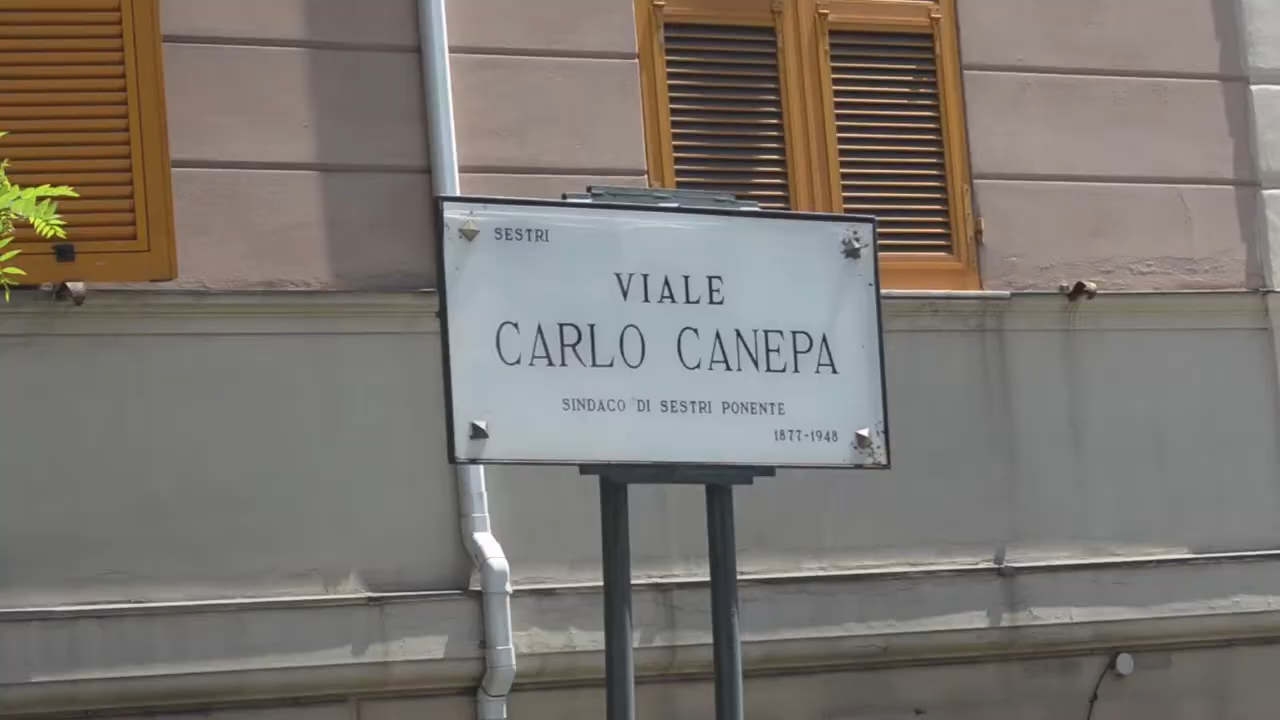 SESTRI
VIALE
CARLO CANEPA
SINDACO DI SESTRI PONENTE
1877-1948